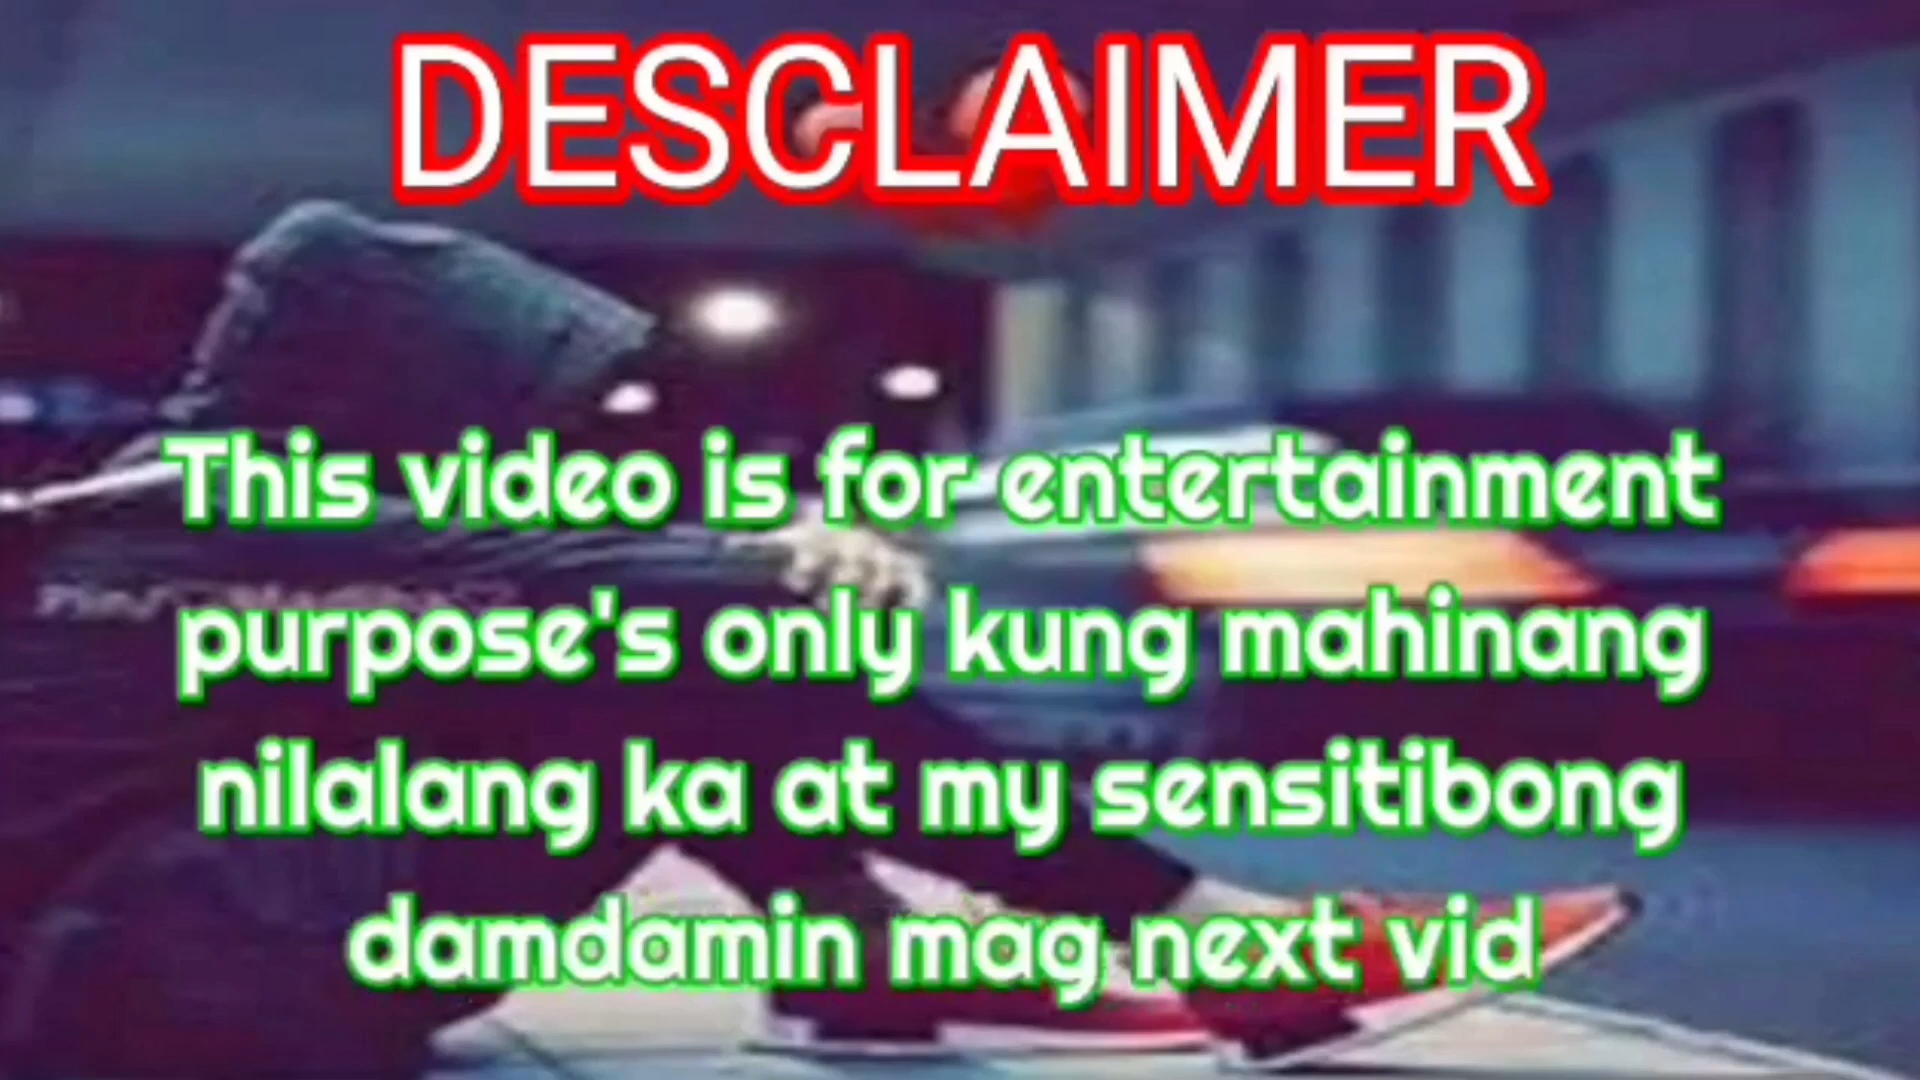 DESCLAIMER
This video is for entertainment
purpose's only kung mahinang
nilalang ka at my sensitibong
damdamin mag next vid